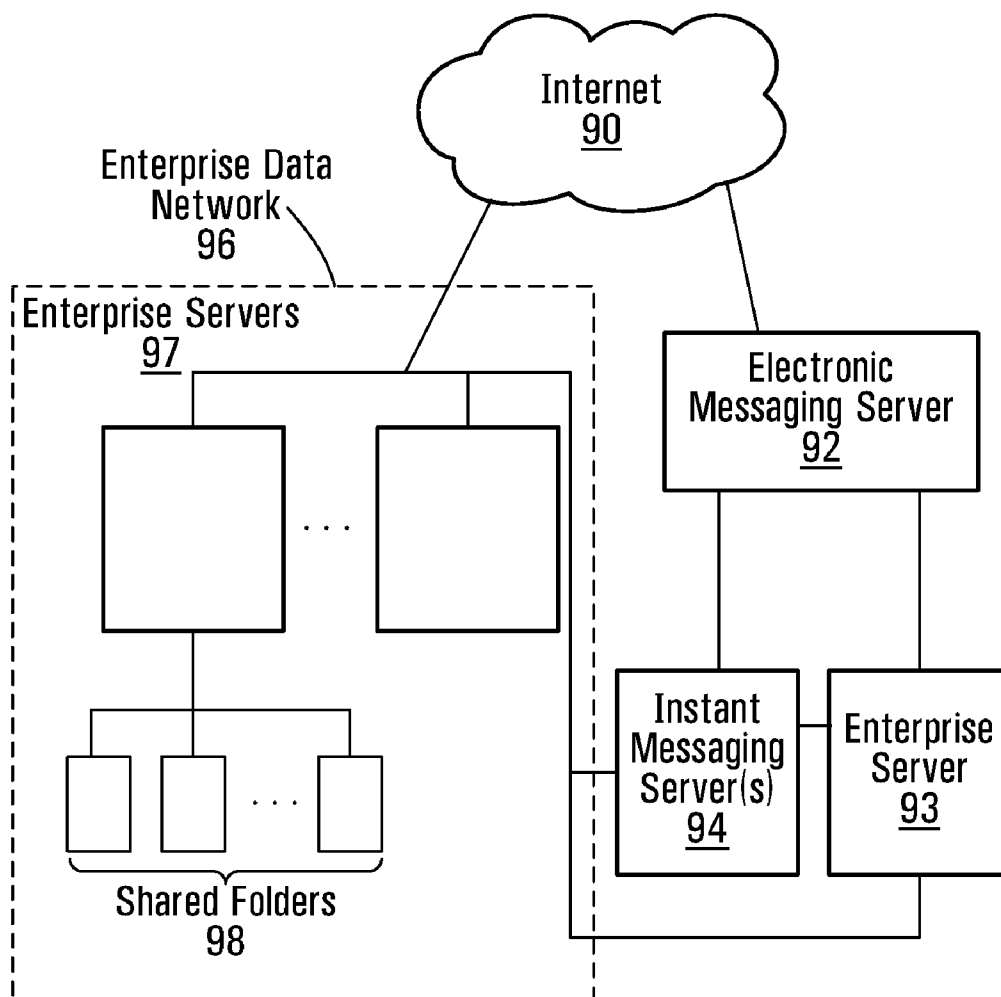 Internet
90
Enterprise Data
Network
96
Enterprise Servers
97
Electronic
Messaging Server
92
. . .
Instant
Messaging
Server(s)
94
Enterprise
Server
93
. . .
Shared Folders
98